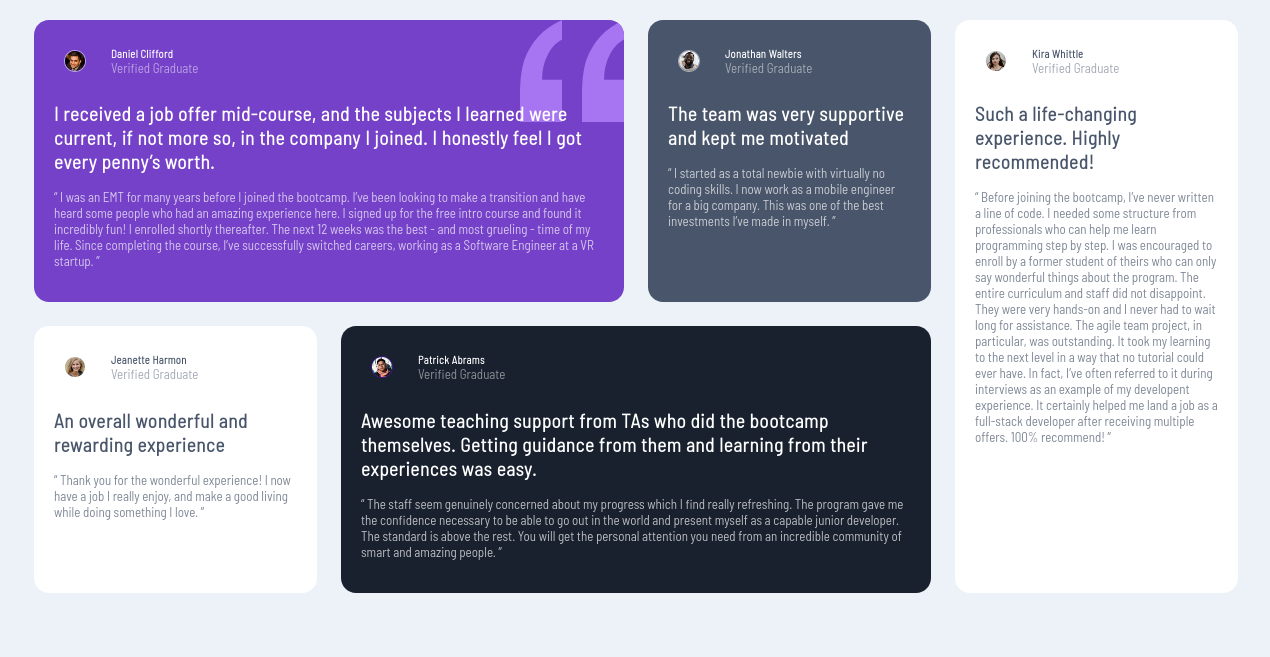 Daniel Clifford
Verified Graduate
I received a job offer mid-course, and the subjects I learned were
current, if not more so, in the company I joined. I honestly feel I got
every penny’s worth.
“ I was an EMT for many years before I joined the bootcamp. I’ve been looking to make a transition and have
heard some people who had an amazing experience here. I signed up for the free intro course and found it
incredibly fun! I enrolled shortly thereafter. The next 12 weeks was the best - and most grueling - time of my
life. Since completing the course, I’ve successfully switched careers, working as a Software Engineer at a VR
startup. ”
Jonathan Walters
Verified Graduate
The team was very supportive
and kept me motivated
“ I started as a total newbie with virtually no
coding skills. I now work as a mobile engineer
for a big company. This was one of the best
investments I’ve made in myself. ”
Kira Whittle
Verified Graduate
Such a life-changing
experience. Highly
recommended!
“ Before joining the bootcamp, I’ve never written
a line of code. I needed some structure from
professionals who can help me learn
programming step by step. I was encouraged to
enroll by a former student of theirs who can only
say wonderful things about the program. The
entire curriculum and staff did not disappoint.
They were very hands-on and I never had to wait
long for assistance. The agile team project, in
particular, was outstanding. It took my learning
to the next level in a way that no tutorial could
ever have. In fact, I’ve often referred to it during
interviews as an example of my developent
experience. It certainly helped me land a job as a
full-stack developer after receiving multiple
offers. 100% recommend! ”
Jeanette Harmon
Verified Graduate
An overall wonderful and
rewarding experience
“ Thank you for the wonderful experience! I now
have a job I really enjoy, and make a good living
while doing something I love. ”
Patrick Abrams
Verified Graduate
Awesome teaching support from TAs who did the bootcamp
themselves. Getting guidance from them and learning from their
experiences was easy.
“ The staff seem genuinely concerned about my progress which I find really refreshing. The program gave me
the confidence necessary to be able to go out in the world and present myself as a capable junior developer.
The standard is above the rest. You will get the personal attention you need from an incredible community of
smart and amazing people. ”